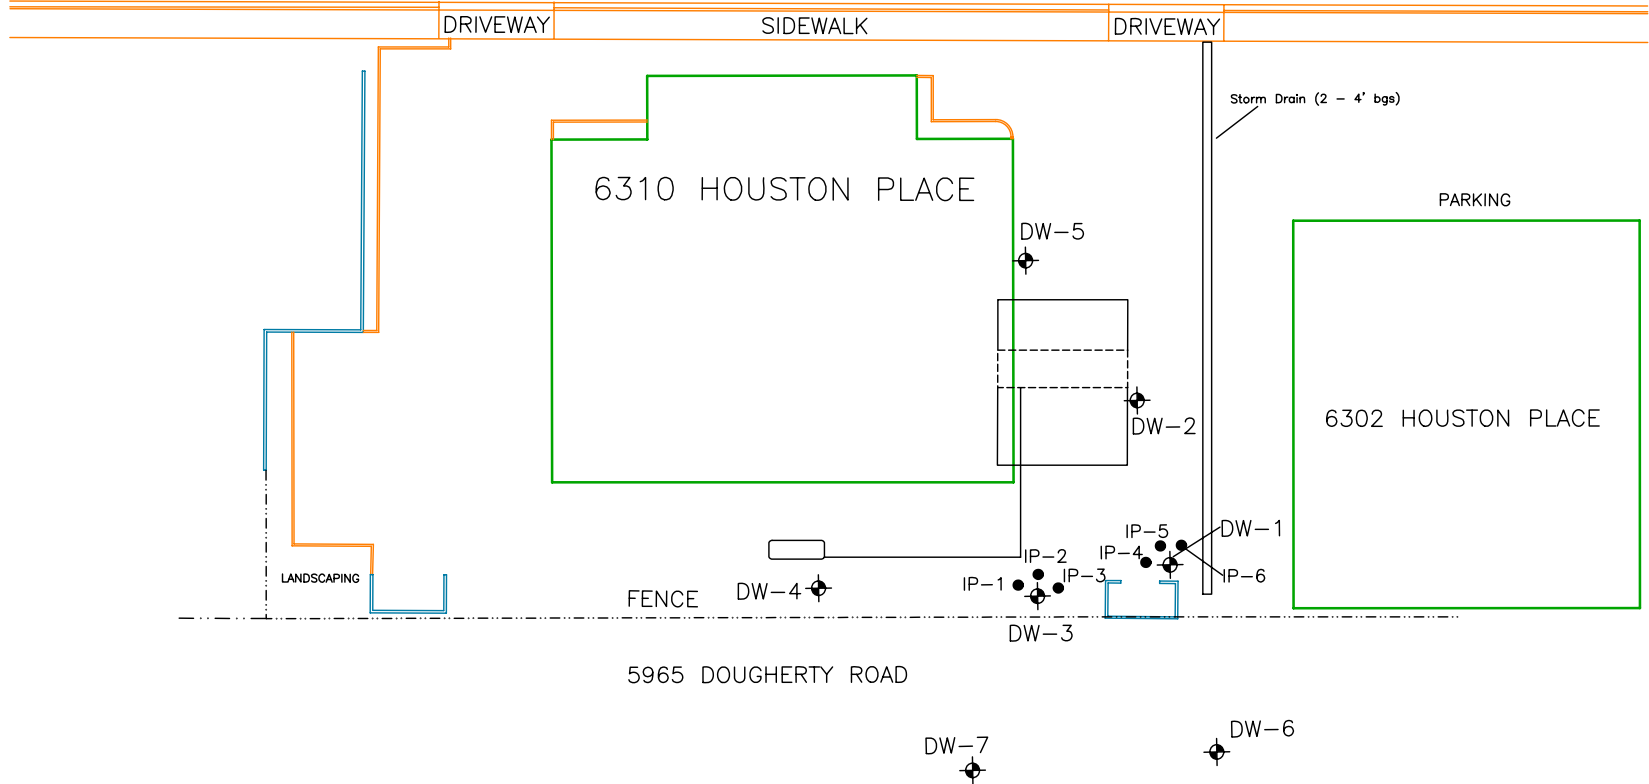 DRIVEWAY
SIDEWALK
DRIVEWAY
Storm Drain (2 - 4' bgs)
6310 HOUSTON PLACE
PARKING
DW-5
6302 HOUSTON PLACE
DW-2
IP-5
DW-1
IP-4
IP-2
IP-6
IP-1
IP-3
LANDSCAPING
FENCE
DW-4
DW-3
5965 DOUGHERTY ROAD
DW-6
DW-7